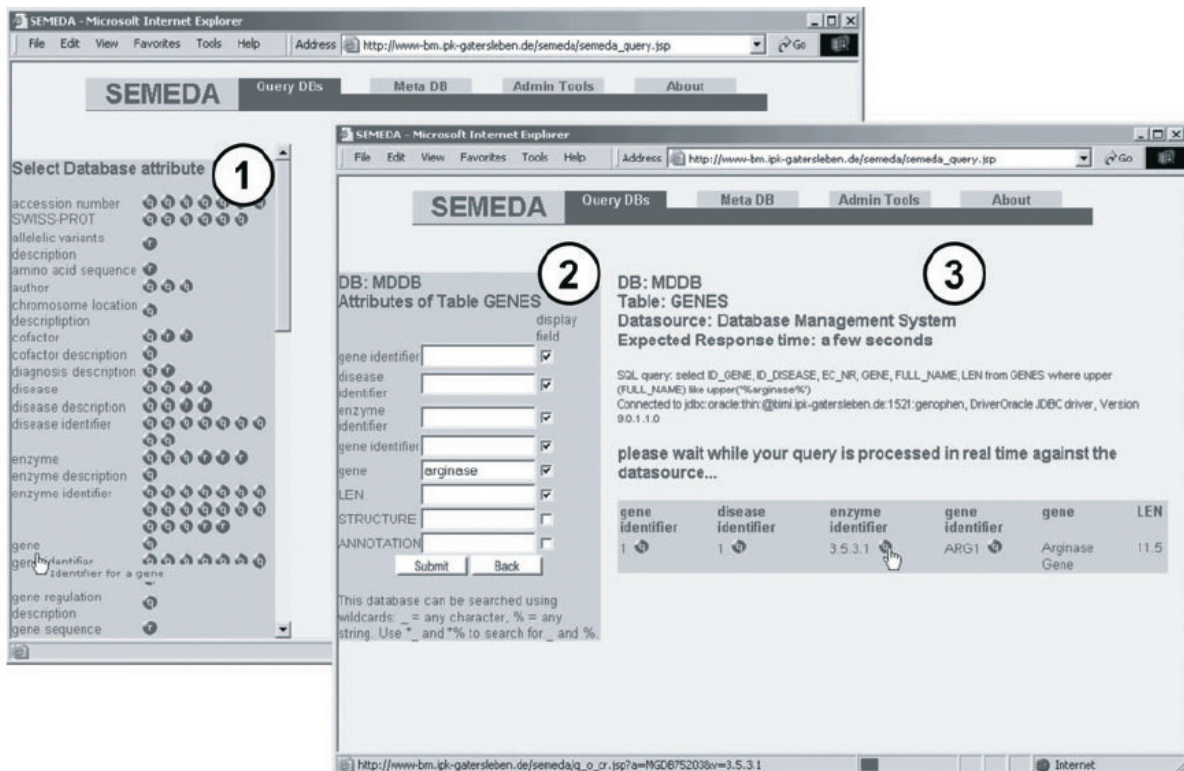 SEMEDA - Microsoft Internet Explorer
File Edit View Favorites Tools Help Address http://www-bm.ipk-gatersleben.de/semeda/semeda_query.jsp Go
SEMEDA Query DBs Meta DB Admin Tools About
Select Database attribute
1
accession number
SWISS-PROT
allelic variants
description
amino acid sequence
author
chromosome location
descriptiption
cofactor
cofactor description
diagnosis description
disease
disease description
disease identifier
enzyme
enzyme description
enzyme identifier
gene
gene identifier
Identifier for a gene
gene regulation
description
gene sequence
SEMEDA - Microsoft Internet Explorer
File Edit View Favorites Tools Help Address http://www-bm.ipk-gatersleben.de/semeda/semeda_query.jsp Go
SEMEDA Query DBs Meta DB Admin Tools About
2
DB: MDDB
Attributes of Table GENES
display
field
gene identifier
disease
identifier
enzyme
identifier
gene identifier
gene arginase
LEN
STRUCTURE
ANNOTATION
Submit Back
This database can be searched using
wildcards: _ = any character, % = any
string. Use *_ and *% to search for _ and %.
3
DB: MDDB
Table: GENES
Datasource: Database Management System
Expected Response time: a few seconds
SQL query: select ID_GENE, ID_DISEASE, EC_NR, GENE, FULL_NAME, LEN from GENES where upper
(FULL_NAME) like upper('%arginase%')
Connected to jdbc:oracle:thin:@bimi.ipk-gatersleben.de:1521:genophen, DriverOracle JDBC driver, Version
9.0.1.1.0
please wait while your query is processed in real time against the
datasource...
gene identifier disease identifier enzyme identifier gene identifier gene LEN
1 1 3.5.3.1 ARG1 Arginase Gene 11.5
http://www-bm.ipk-gatersleben.de/semeda/q_o_cr.jsp?a=MGDB75203&v=3.5.3.1 Internet